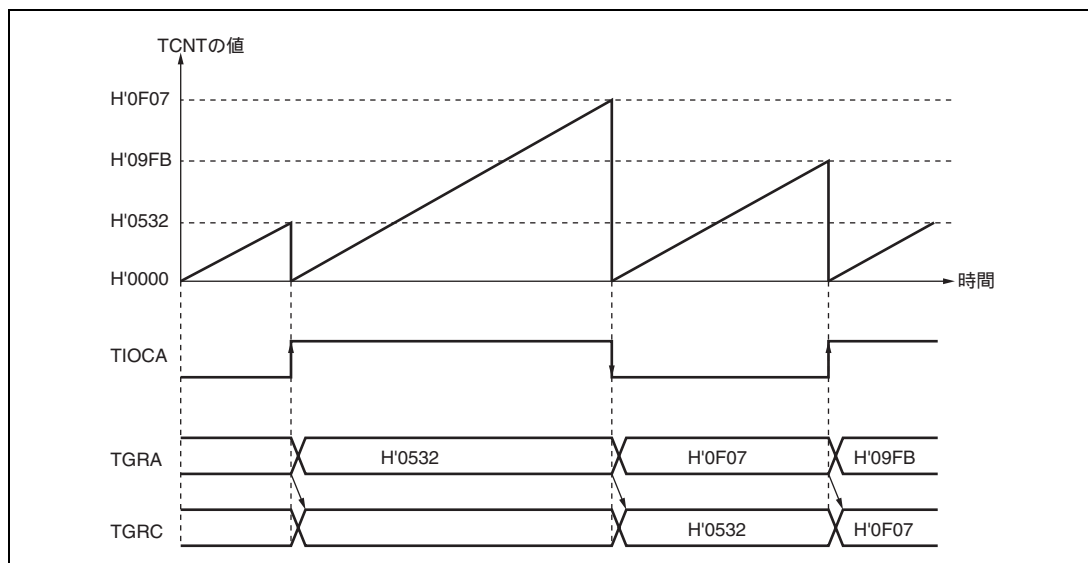 TCNTの値
H'0F07
H'09FB
H'0532
H'0000
時間
TIOCA
TGRA
H'0532
H'0F07
H'09FB
TGRC
H'0532
H'0F07